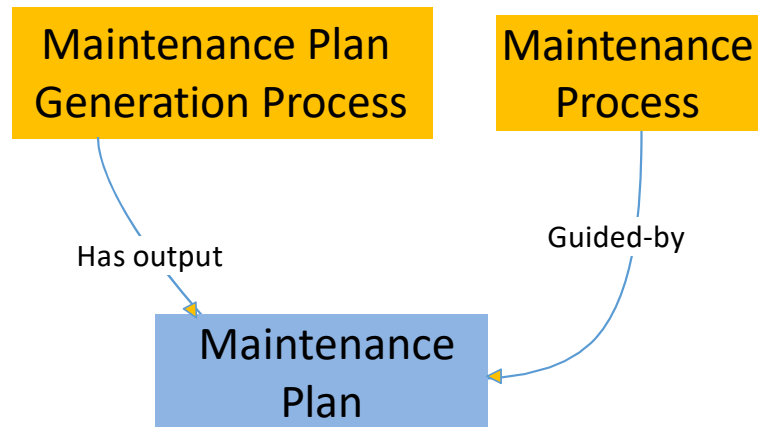 Maintenance Plan
Generation Process
Maintenance
Process
Has output
Guided-by
Maintenance
Plan